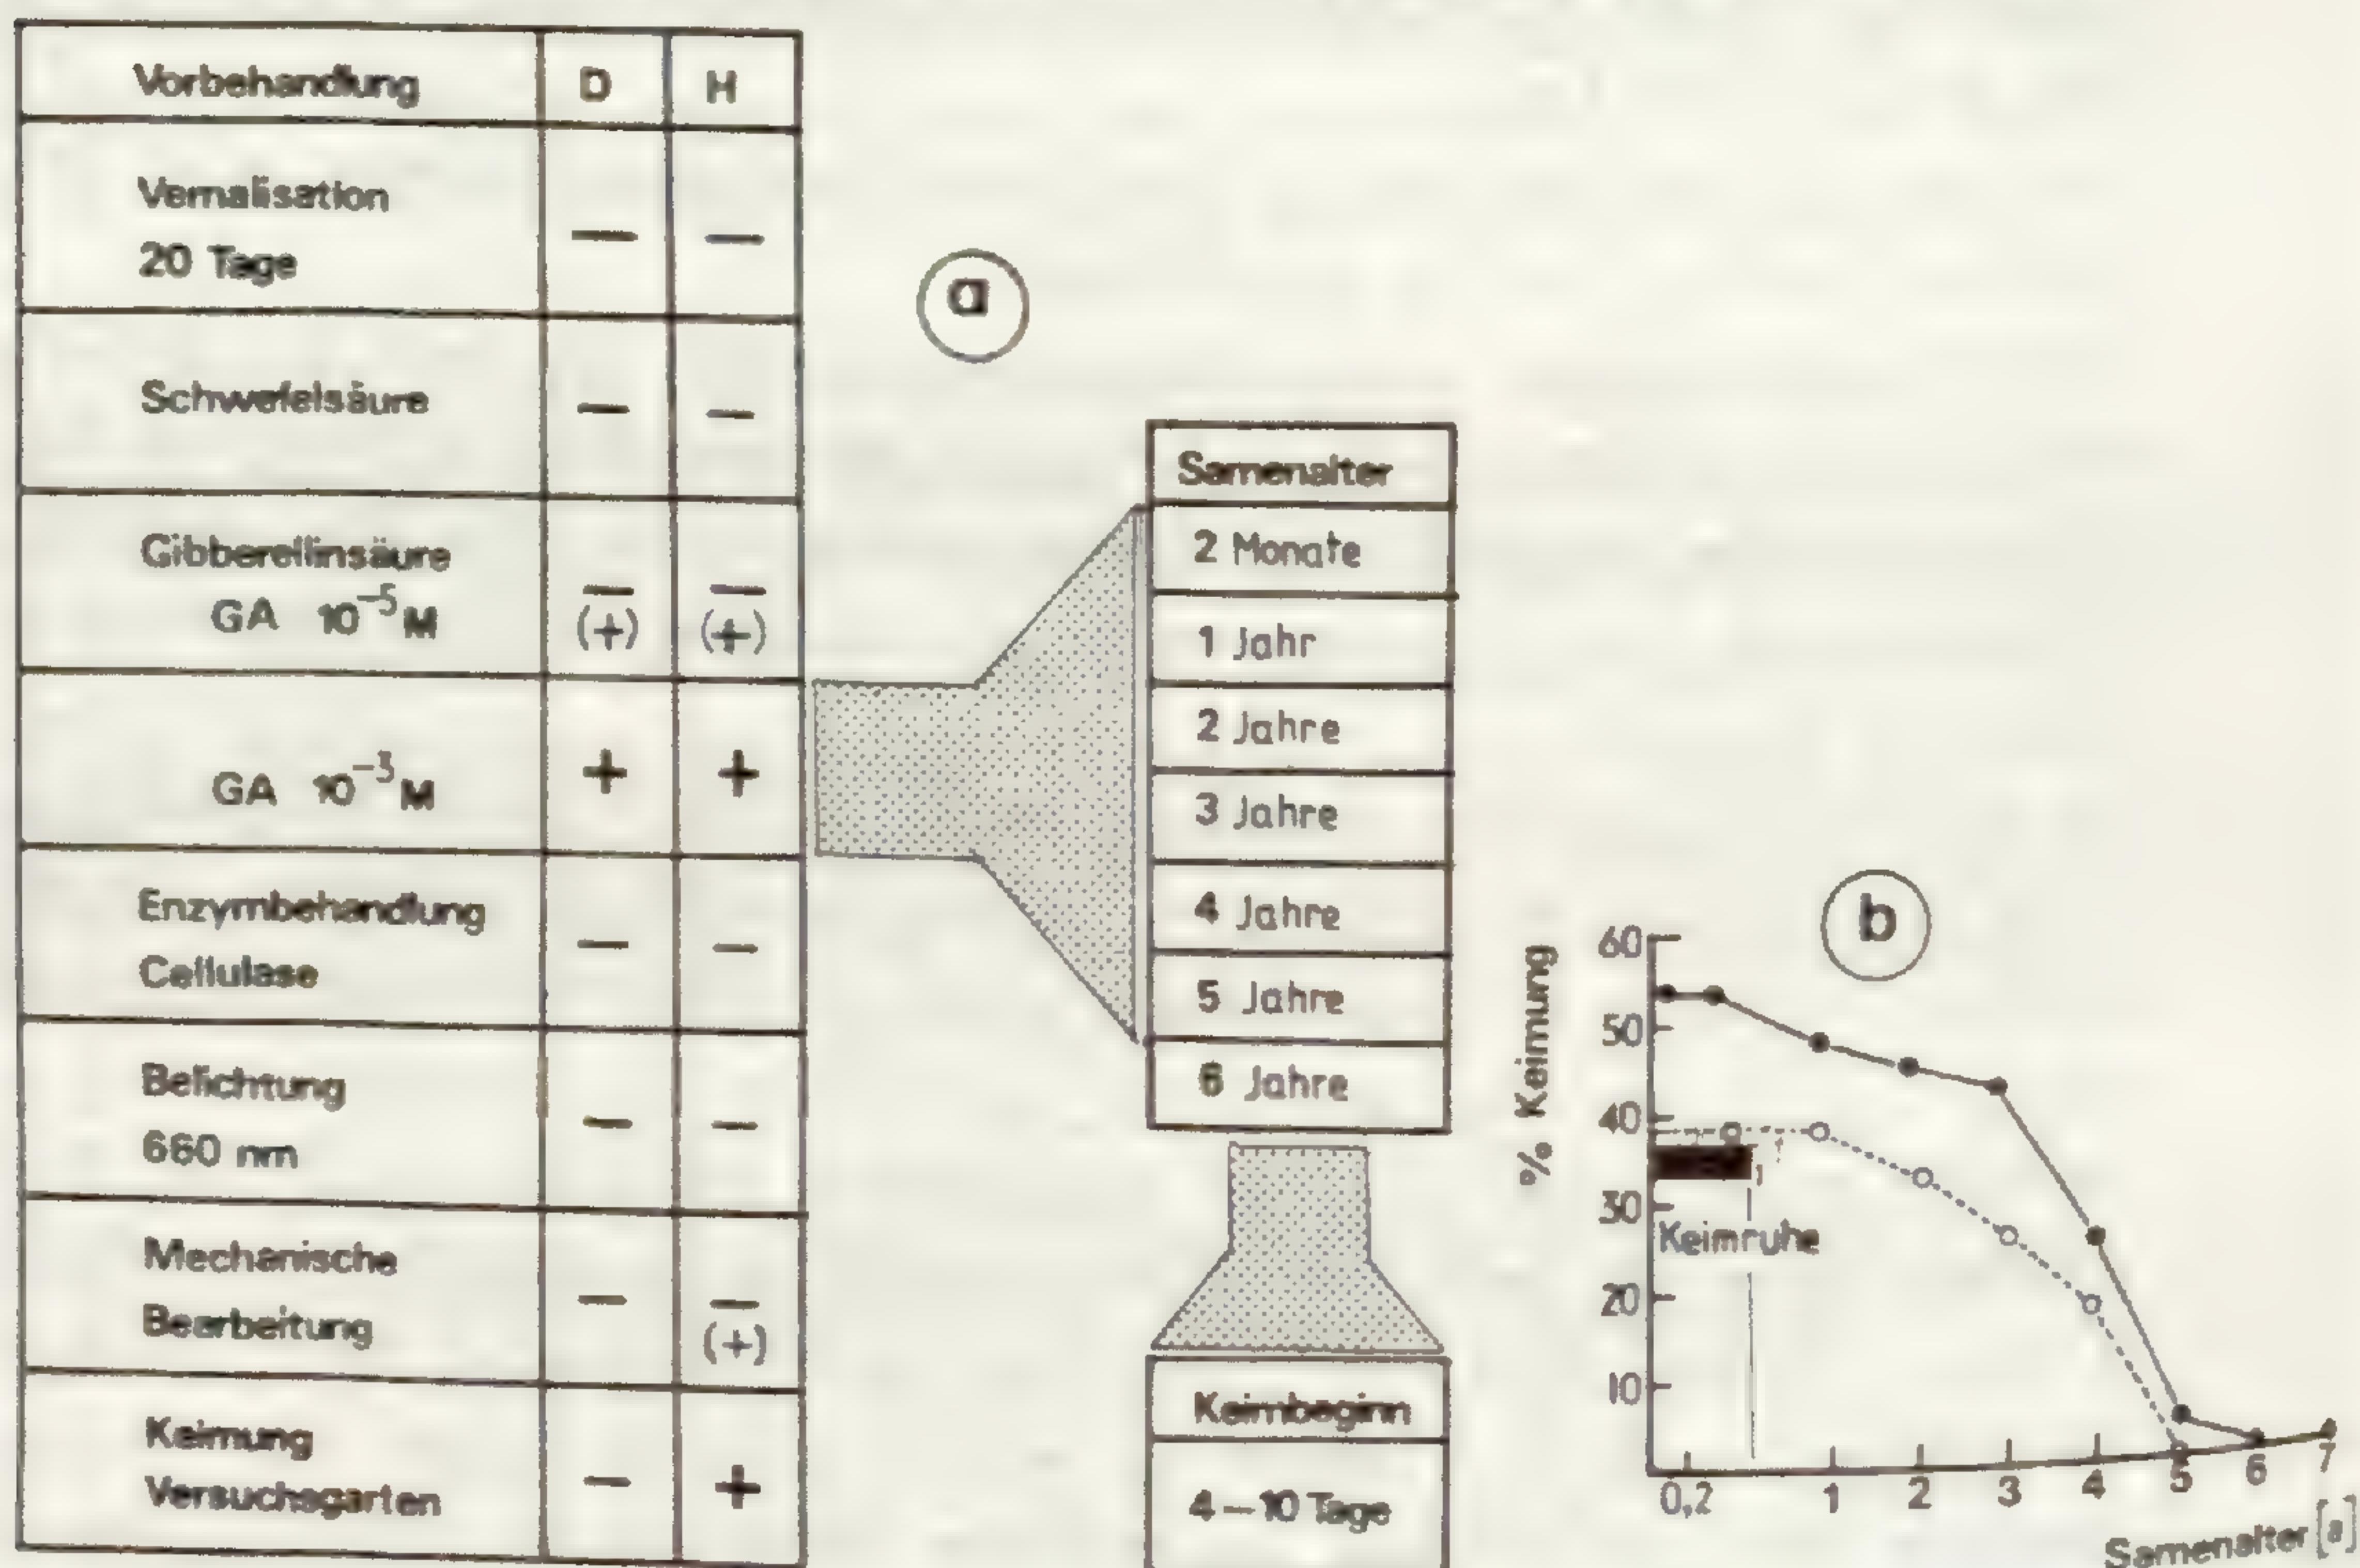 Vorbehandlung D H
Vernalisation
20 Tage
— —
Schwefelsäure — —
Gibberellinsäure — —
GA 10⁻⁵ M (+) (+)
GA 10⁻³ M + +
Enzymbehandlung
Cellulase
— —
Belichtung
660 nm
— —
Mechanische
Bearbeitung
— —
(+)
Keimung
Versuchsgarten
— +
a
Samenalter
2 Monate
1 Jahr
2 Jahre
3 Jahre
4 Jahre
5 Jahre
6 Jahre
Keimbeginn
4—10 Tage
b
% Keimung
60
50
40
30
20
10
Keimruhe
0,2 1 2 3 4 5 6 7
Samenalter [a]